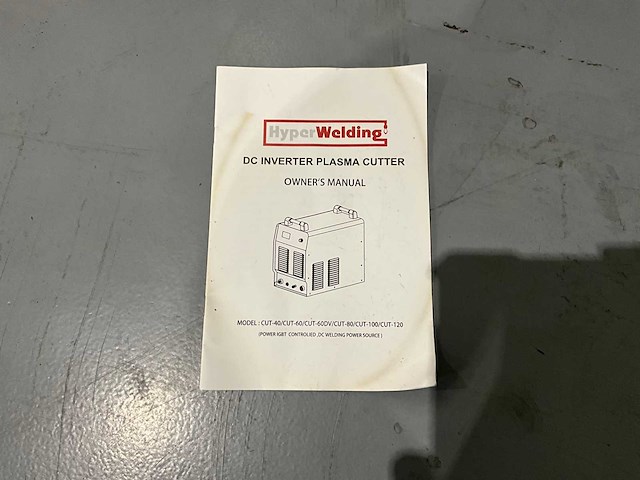 HyperWelding
DC INVERTER PLASMA CUTTER
OWNER'S MANUAL
MODEL : CUT-40/CUT-60/CUT-60DV/CUT-80/CUT-100/CUT-120
(POWER IGBT CONTROLIED ,DC WELDING POWER SOURCE )